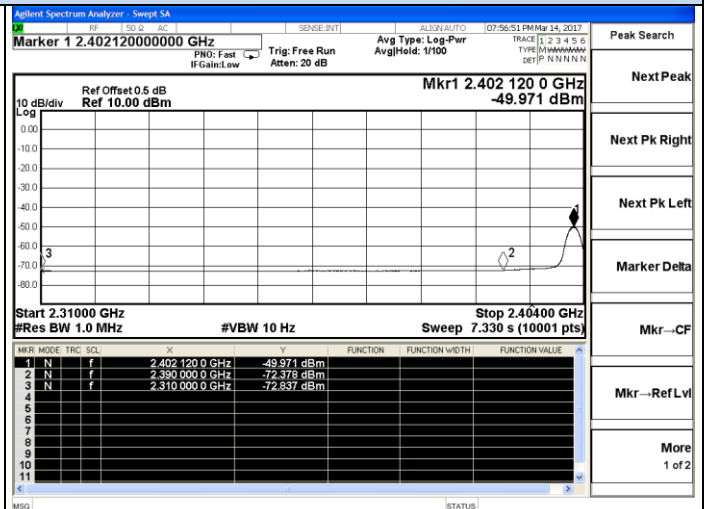 Agilent Spectrum Analyzer - Swept SA
RF 50 Ω AC SENSE:INT ALIGN AUTO 07:56:51 PM Mar 14, 2017
Marker 1 2.402120000000 GHz
PNO: Fast
IFGain:Low
Trig: Free Run
Atten: 20 dB
Avg Type: Log-Pwr
Avg|Hold: 1/100
TRACE 1 2 3 4 5 6
TYPE M WWWWW
DET P N N N N N
Ref Offset 0.5 dB
10 dB/div Ref 10.00 dBm
Log
Mkr1 2.402 120 0 GHz
-49.971 dBm
0.00
-10.0
-20.0
-30.0
-40.0
-50.0
-60.0
-70.0
-80.0
1
2
3
Start 2.31000 GHz Stop 2.40400 GHz
#Res BW 1.0 MHz #VBW 10 Hz Sweep 7.330 s (10001 pts)
MKR MODE TRC SCL X Y FUNCTION FUNCTION WIDTH FUNCTION VALUE
1 N f 2.402 120 0 GHz -49.971 dBm
2 N f 2.390 000 0 GHz -72.378 dBm
3 N f 2.310 000 0 GHz -72.837 dBm
4
5
6
7
8
9
10
11
MSG STATUS
Peak Search
Next Peak
Next Pk Right
Next Pk Left
Marker Delta
Mkr→CF
Mkr→Ref Lvl
More
1 of 2